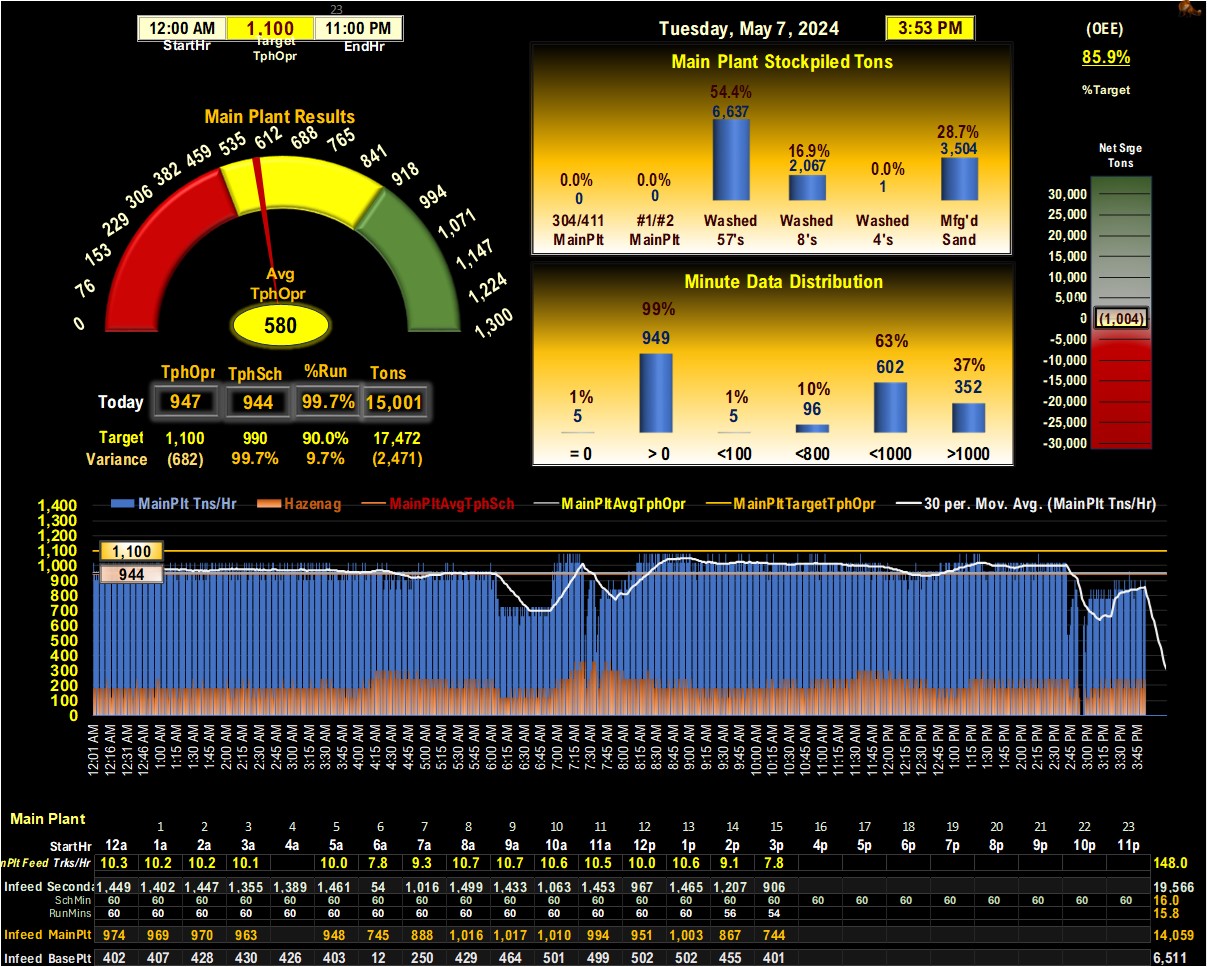 23
12:00 AM 1,100 11:00 PM
StartHr Target TphOpr EndHr
Tuesday, May 7, 2024 3:53 PM
(OEE)
85.9%
%Target
Main Plant Results
0 76 153 229 306 382 459 535 612 688 765 841 918 994 1,071 1,147 1,224 1,300
Avg
TphOpr
580
TphOpr TphSch %Run Tons
Today 947 944 99.7% 15,001
Target 1,100 990 90.0% 17,472
Variance (682) 99.7% 9.7% (2,471)
Main Plant Stockpiled Tons
0.0% 0.0% 54.4% 16.9% 0.0% 28.7%
0 0 6,637 2,067 1 3,504
304/411 #1/#2 Washed Washed Washed Mfg'd
MainPlt MainPlt 57's 8's 4's Sand
Minute Data Distribution
1% 99% 1% 10% 63% 37%
5 949 5 96 602 352
= 0 > 0 <100 <800 <1000 >1000
Net Srge
Tons
30,000
25,000
20,000
15,000
10,000
5,000
0 (1,004)
-5,000
-10,000
-15,000
-20,000
-25,000
-30,000
MainPlt Tns/Hr Hazenag MainPltAvgTphSch MainPltAvgTphOpr MainPltTargetTphOpr 30 per. Mov. Avg. (MainPlt Tns/Hr)
1,400
1,300
1,200
1,100
1,000
900
800
700
600
500
400
300
200
100
0
1,100
944
12:01 AM 12:16 AM 12:31 AM 12:46 AM 1:00 AM 1:15 AM 1:30 AM 1:45 AM 2:00 AM 2:15 AM 2:30 AM 2:45 AM 3:00 AM 3:15 AM 3:30 AM 3:45 AM 4:00 AM 4:15 AM 4:30 AM 4:45 AM 5:00 AM 5:15 AM 5:30 AM 5:45 AM 6:00 AM 6:15 AM 6:30 AM 6:45 AM 7:00 AM 7:15 AM 7:30 AM 7:45 AM 8:00 AM 8:15 AM 8:30 AM 8:45 AM 9:00 AM 9:15 AM 9:30 AM 9:45 AM 10:00 AM 10:15 AM 10:30 AM 10:45 AM 11:00 AM 11:15 AM 11:30 AM 11:45 AM 12:00 PM 12:15 PM 12:30 PM 12:45 PM 1:00 PM 1:15 PM 1:30 PM 1:45 PM 2:00 PM 2:15 PM 2:30 PM 2:45 PM 3:00 PM 3:15 PM 3:30 PM 3:45 PM
Main Plant
1 2 3 4 5 6 7 8 9 10 11 12 13 14 15 16 17 18 19 20 21 22 23
StartHr 12a 1a 2a 3a 4a 5a 6a 7a 8a 9a 10a 11a 12p 1p 2p 3p 4p 5p 6p 7p 8p 9p 10p 11p
nPlt Feed Trks/Hr 10.3 10.2 10.2 10.1 10.0 7.8 9.3 10.7 10.7 10.6 10.5 10.0 10.6 9.1 7.8 148.0
Infeed Seconda 1,449 1,402 1,447 1,355 1,389 1,461 54 1,016 1,499 1,433 1,063 1,453 967 1,465 1,207 906 19,566
SchMin 60 60 60 60 60 60 60 60 60 60 60 60 60 60 60 60 60 60 60 60 60 60 60 60 16.0
RunMins 60 60 60 60 60 60 60 60 60 60 60 60 60 56 54 15.8
Infeed MainPlt 974 969 970 963 948 745 888 1,016 1,017 1,010 994 951 1,003 867 744 14,059
Infeed BasePlt 402 407 428 430 426 403 12 250 429 464 501 499 502 502 455 401 6,511